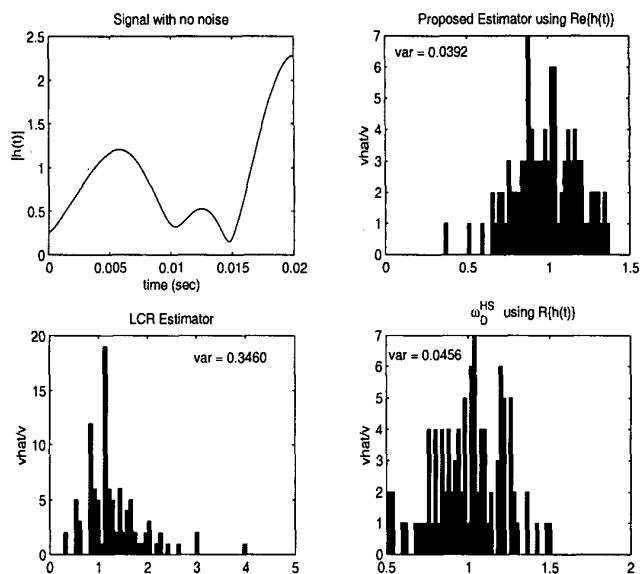 Signal with no noise
2.5
2
1.5
1
0.5
0
|h(t)|
0 0.005 0.01 0.015 0.02
time (sec)
Proposed Estimator using Re{h(t)}
var = 0.0392
7
6
5
4
3
2
1
0
vhat/v
0 0.5 1 1.5
LCR Estimator
var = 0.3460
20
15
10
5
0
vhat/v
0 1 2 3 4 5
ω_D^HS using R{h(t)}
var = 0.0456
7
6
5
4
3
2
1
0
vhat/v
0.5 1 1.5 2